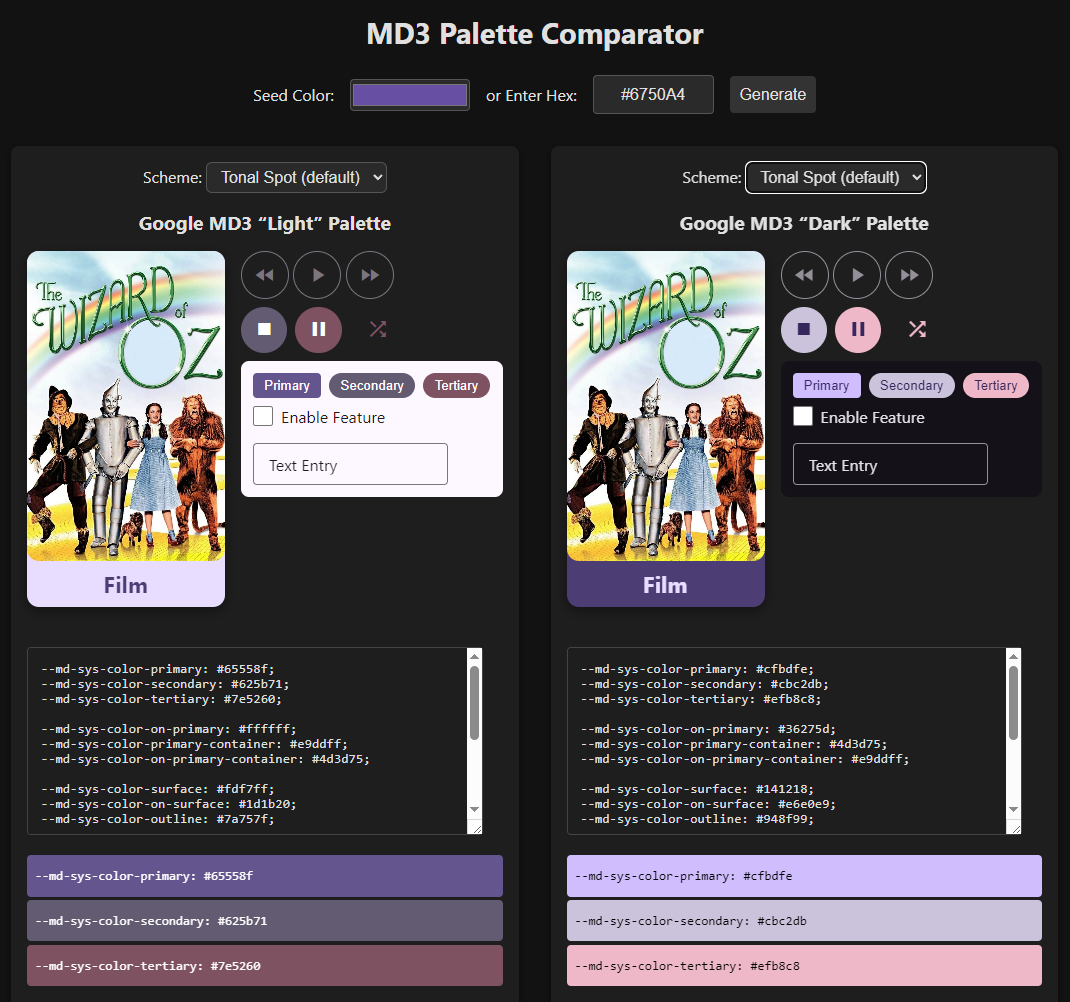 MD3 Palette Comparator
Seed Color: or Enter Hex: #6750A4 Generate
Scheme: Tonal Spot (default)
Google MD3 “Light” Palette
The
WIZARD
of
OZ
Primary Secondary Tertiary
Enable Feature
Text Entry
Film
--md-sys-color-primary: #65558f;
--md-sys-color-secondary: #625b71;
--md-sys-color-tertiary: #7e5260;
--md-sys-color-on-primary: #ffffff;
--md-sys-color-primary-container: #e9ddff;
--md-sys-color-on-primary-container: #4d3d75;
--md-sys-color-surface: #fdf7ff;
--md-sys-color-on-surface: #1d1b20;
--md-sys-color-outline: #7a757f;
--md-sys-color-primary: #65558f
--md-sys-color-secondary: #625b71
--md-sys-color-tertiary: #7e5260
Scheme: Tonal Spot (default)
Google MD3 “Dark” Palette
The
WIZARD
of
OZ
Primary Secondary Tertiary
Enable Feature
Text Entry
Film
--md-sys-color-primary: #cfbdfe;
--md-sys-color-secondary: #cbc2db;
--md-sys-color-tertiary: #efb8c8;
--md-sys-color-on-primary: #36275d;
--md-sys-color-primary-container: #4d3d75;
--md-sys-color-on-primary-container: #e9ddff;
--md-sys-color-surface: #141218;
--md-sys-color-on-surface: #e6e0e9;
--md-sys-color-outline: #948f99;
--md-sys-color-primary: #cfbdfe
--md-sys-color-secondary: #cbc2db
--md-sys-color-tertiary: #efb8c8